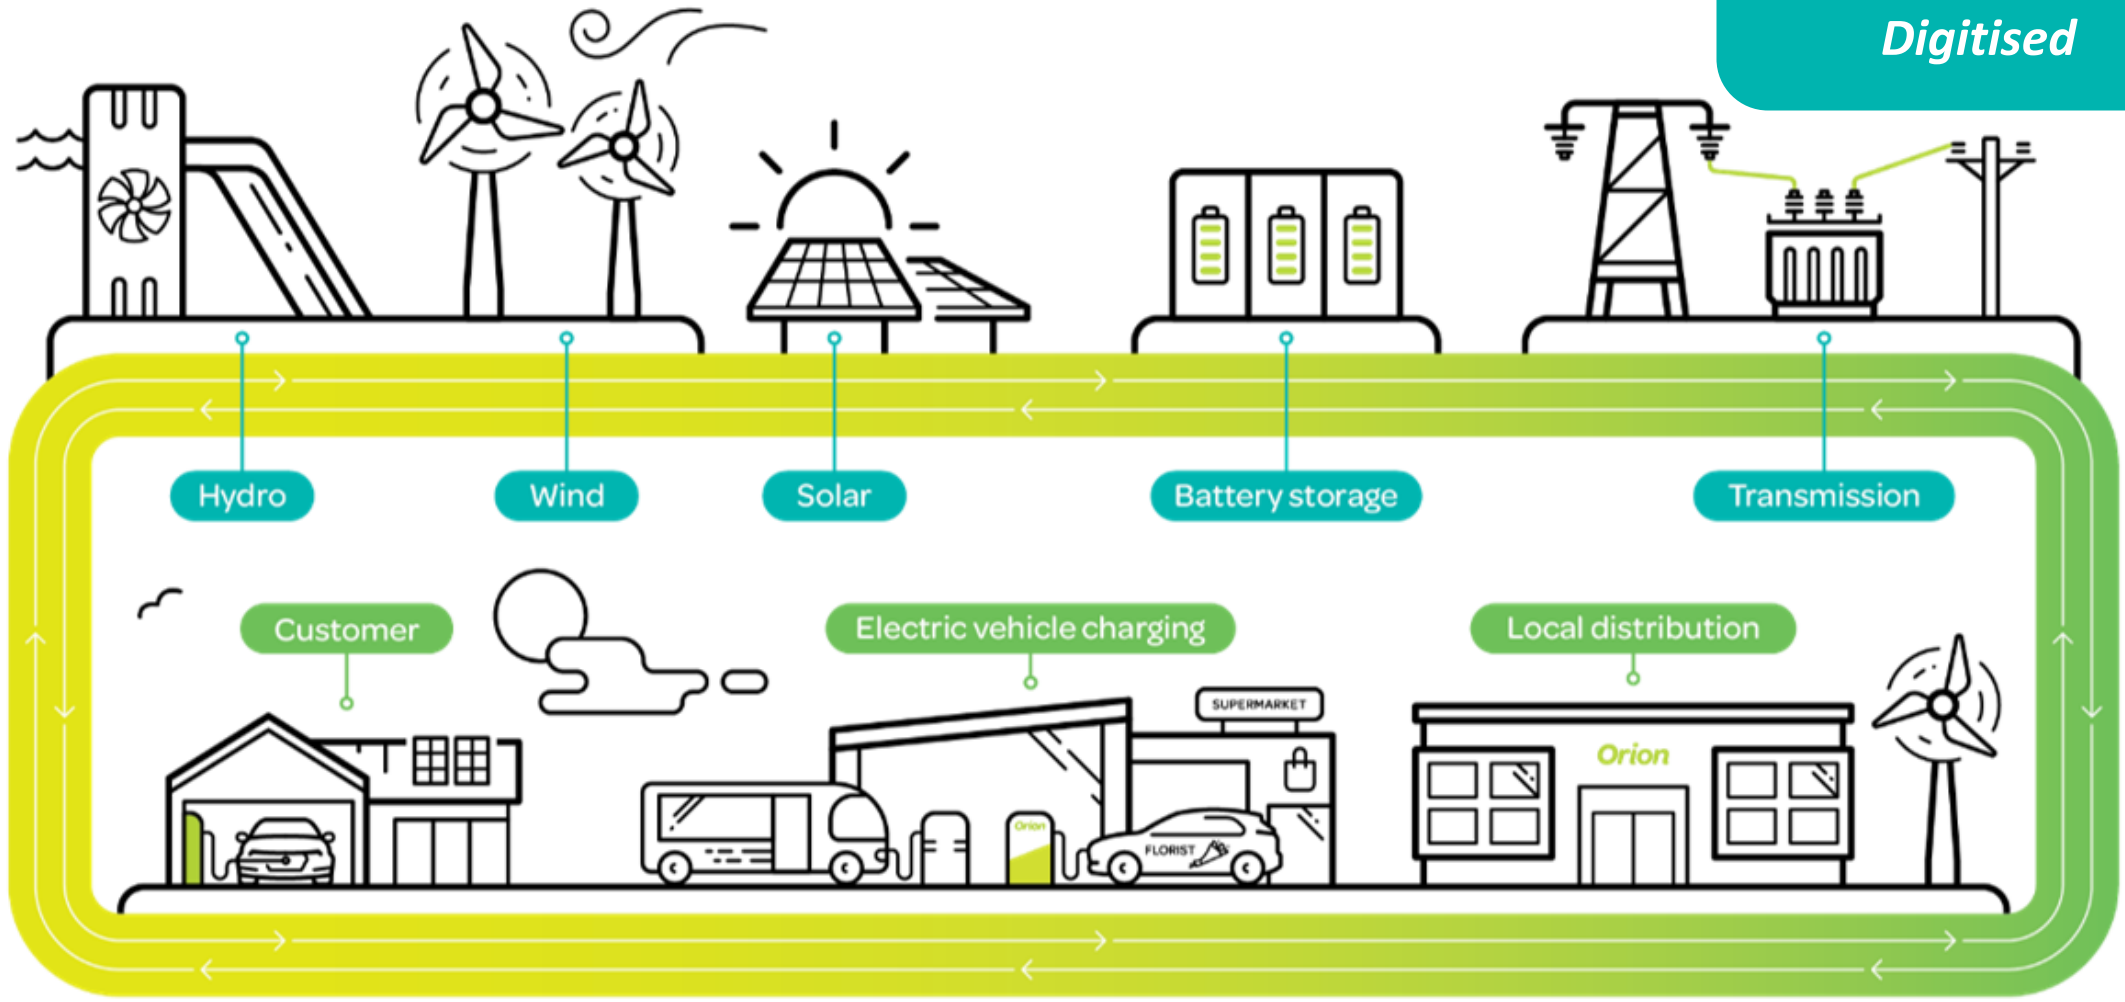 Digitised
Hydro
Wind
Solar
Battery storage
Transmission
Customer
Electric vehicle charging
Local distribution
SUPERMARKET
Orion
Orion
FLORIST